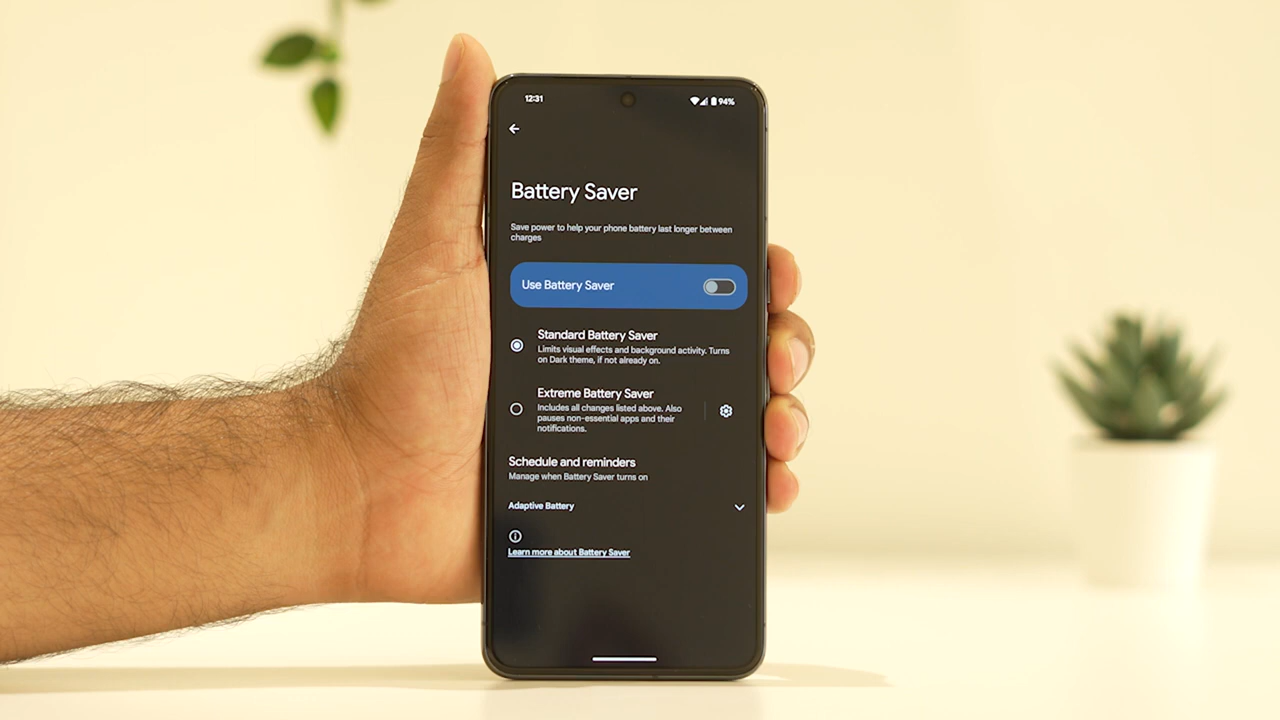 12:31 94%
Battery Saver
Save power to help your phone battery last longer between
charges
Use Battery Saver
Standard Battery Saver
Limits visual effects and background activity. Turns
on Dark theme, if not already on.
Extreme Battery Saver
Includes all changes listed above. Also
pauses non-essential apps and their
notifications.
Schedule and reminders
Manage when Battery Saver turns on
Adaptive Battery
Learn more about Battery Saver